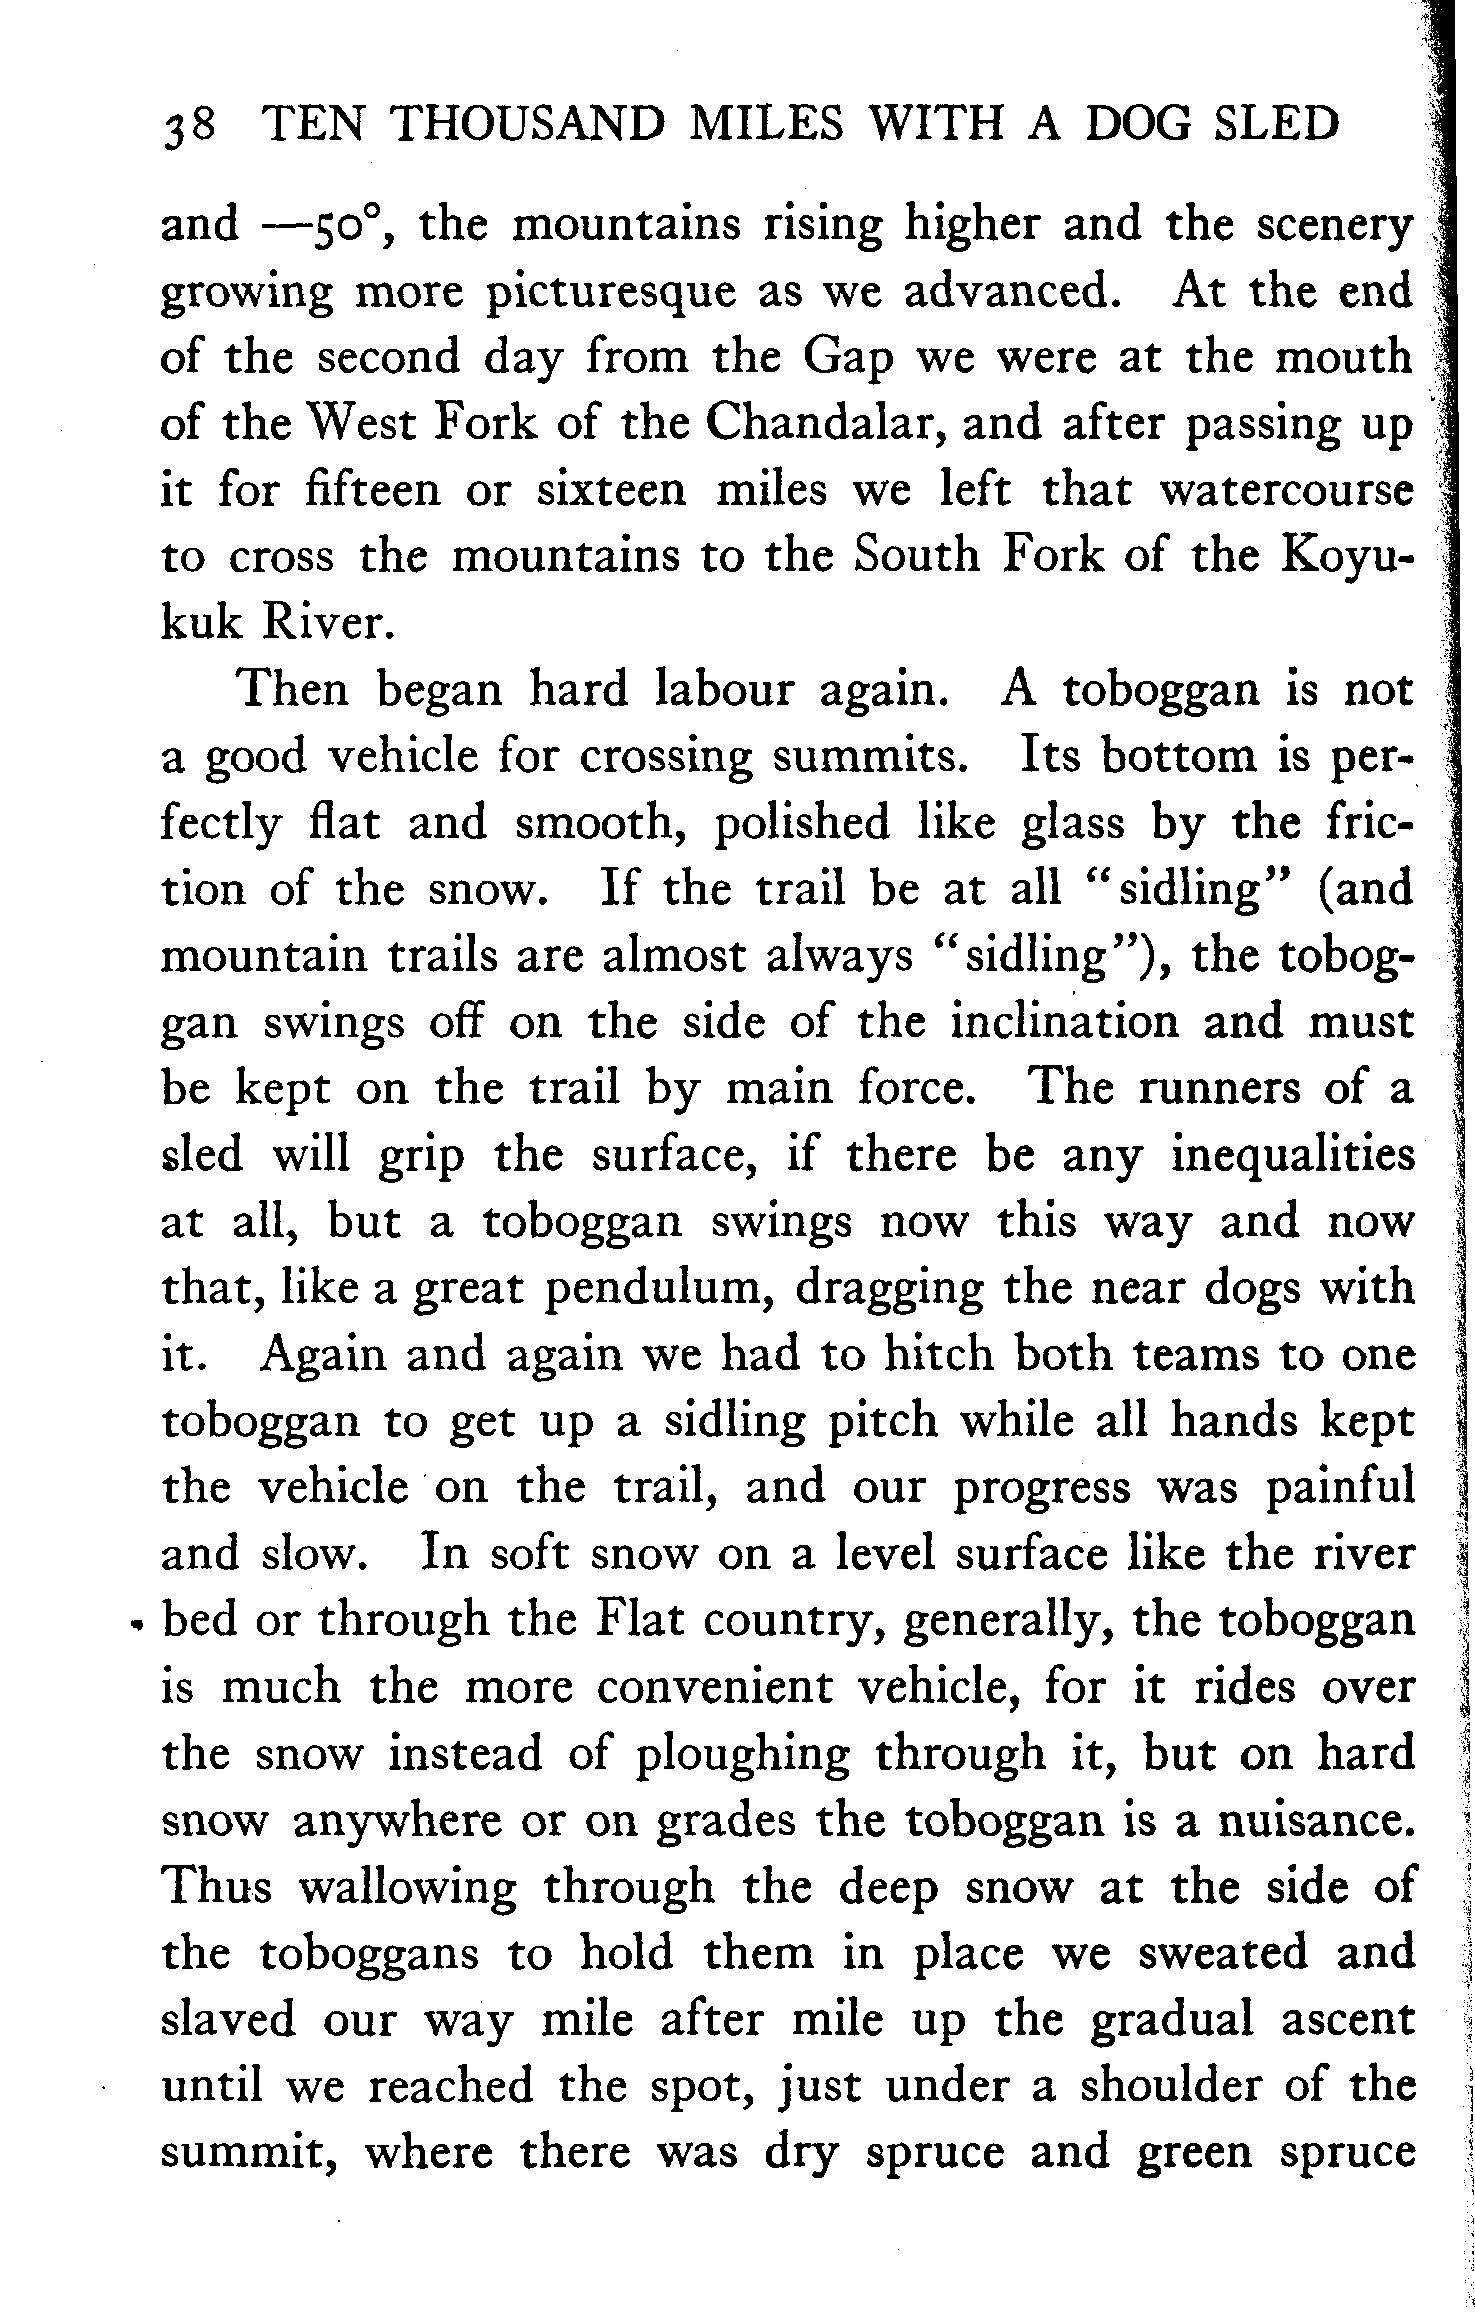 38 TEN THOUSAND MILES WITH A DOG SLED
and —50°, the mountains rising higher and the scenery
growing more picturesque as we advanced. At the end
of the second day from the Gap we were at the mouth
of the West Fork of the Chandalar, and after passing up
it for fifteen or sixteen miles we left that watercourse
to cross the mountains to the South Fork of the Koyu-
kuk River.
Then began hard labour again. A toboggan is not
a good vehicle for crossing summits. Its bottom is per-
fectly flat and smooth, polished like glass by the fric-
tion of the snow. If the trail be at all “sidling” (and
mountain trails are almost always “sidling”), the tobog-
gan swings off on the side of the inclination and must
be kept on the trail by main force. The runners of a
sled will grip the surface, if there be any inequalities
at all, but a toboggan swings now this way and now
that, like a great pendulum, dragging the near dogs with
it. Again and again we had to hitch both teams to one
toboggan to get up a sidling pitch while all hands kept
the vehicle on the trail, and our progress was painful
and slow. In soft snow on a level surface like the river
bed or through the Flat country, generally, the toboggan
is much the more convenient vehicle, for it rides over
the snow instead of ploughing through it, but on hard
snow anywhere or on grades the toboggan is a nuisance.
Thus wallowing through the deep snow at the side of
the toboggans to hold them in place we sweated and
slaved our way mile after mile up the gradual ascent
until we reached the spot, just under a shoulder of the
summit, where there was dry spruce and green spruce